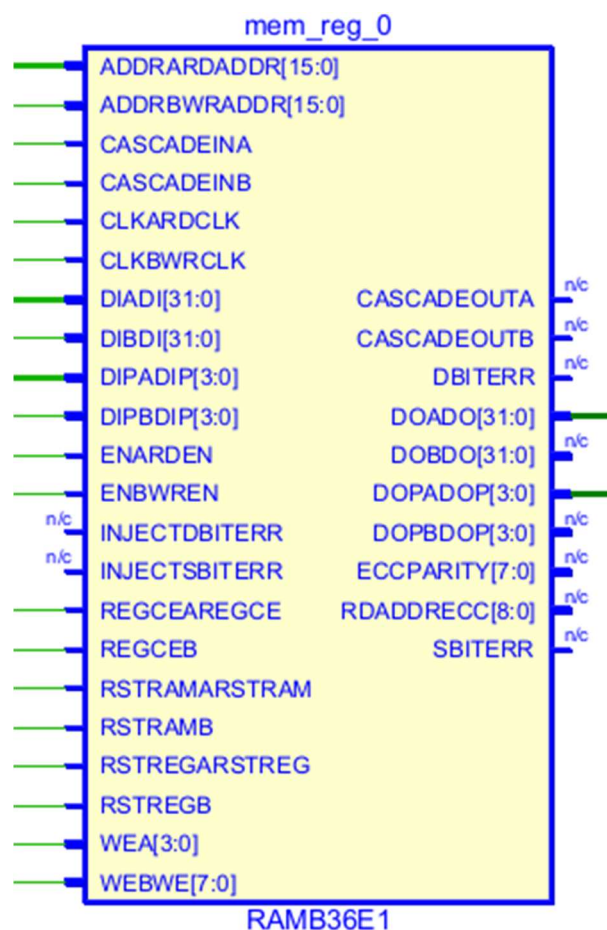 mem_reg_0
ADDRARDADDR[15:0]
ADDRBWRADDR[15:0]
CASCADEINA
CASCADEINB
CLKARDCLK
CLKBWRCLK
n/c
DIADI[31:0] CASCADEOUTA
n/c
DIBDI[31:0] CASCADEOUTB
n/c
DIPADIP[3:0] DBITERR
DIPBDIP[3:0] DOADO[31:0]
n/c
ENARDEN DOBDO[31:0]
ENBWREN DOPADOP[3:0]
n/c n/c
INJECTDBITERR DOPBDOP[3:0]
n/c n/c
INJECTSBITERR ECCPARITY[7:0]
n/c
REGCEAREGCE RDADDRECC[8:0]
n/c
REGCEB SBITERR
RSTRAMARSTRAM
RSTRAMB
RSTREGARSTREG
RSTREGB
WEA[3:0]
WEBWE[7:0]
RAMB36E1